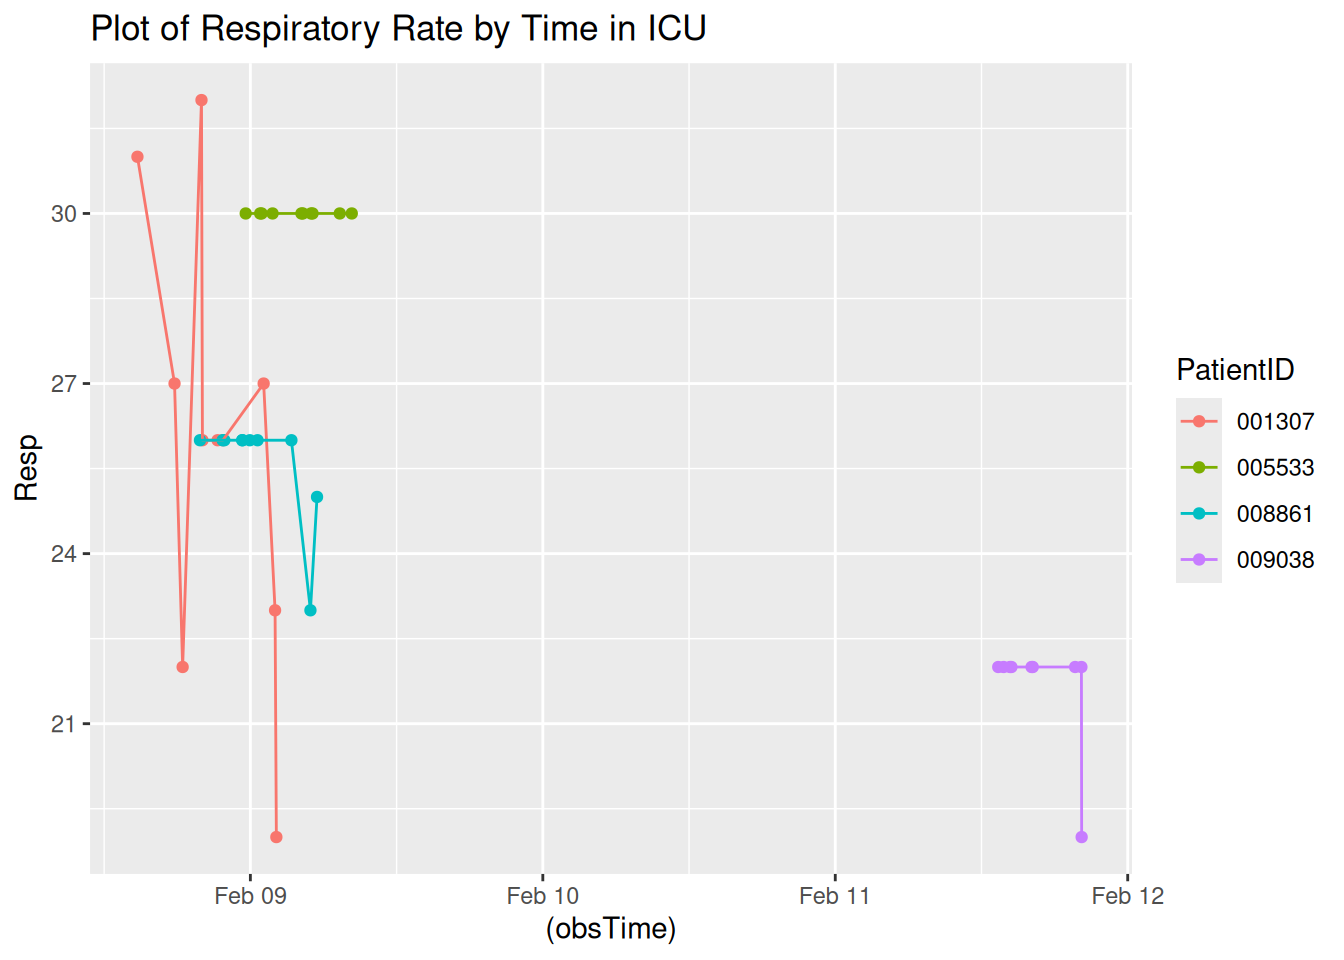 Plot of Respiratory Rate by Time in ICU
Resp
30
27
24
21
Feb 09
Feb 10
Feb 11
Feb 12
(obsTime)
PatientID
001307
005533
008861
009038